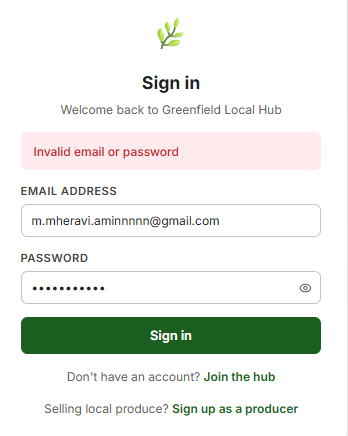 Sign in
Welcome back to Greenfield Local Hub
Invalid email or password
EMAIL ADDRESS
m.mheravi.aminnnnn@gmail.com
PASSWORD
•••••••••••
Sign in
Don't have an account? Join the hub
Selling local produce? Sign up as a producer